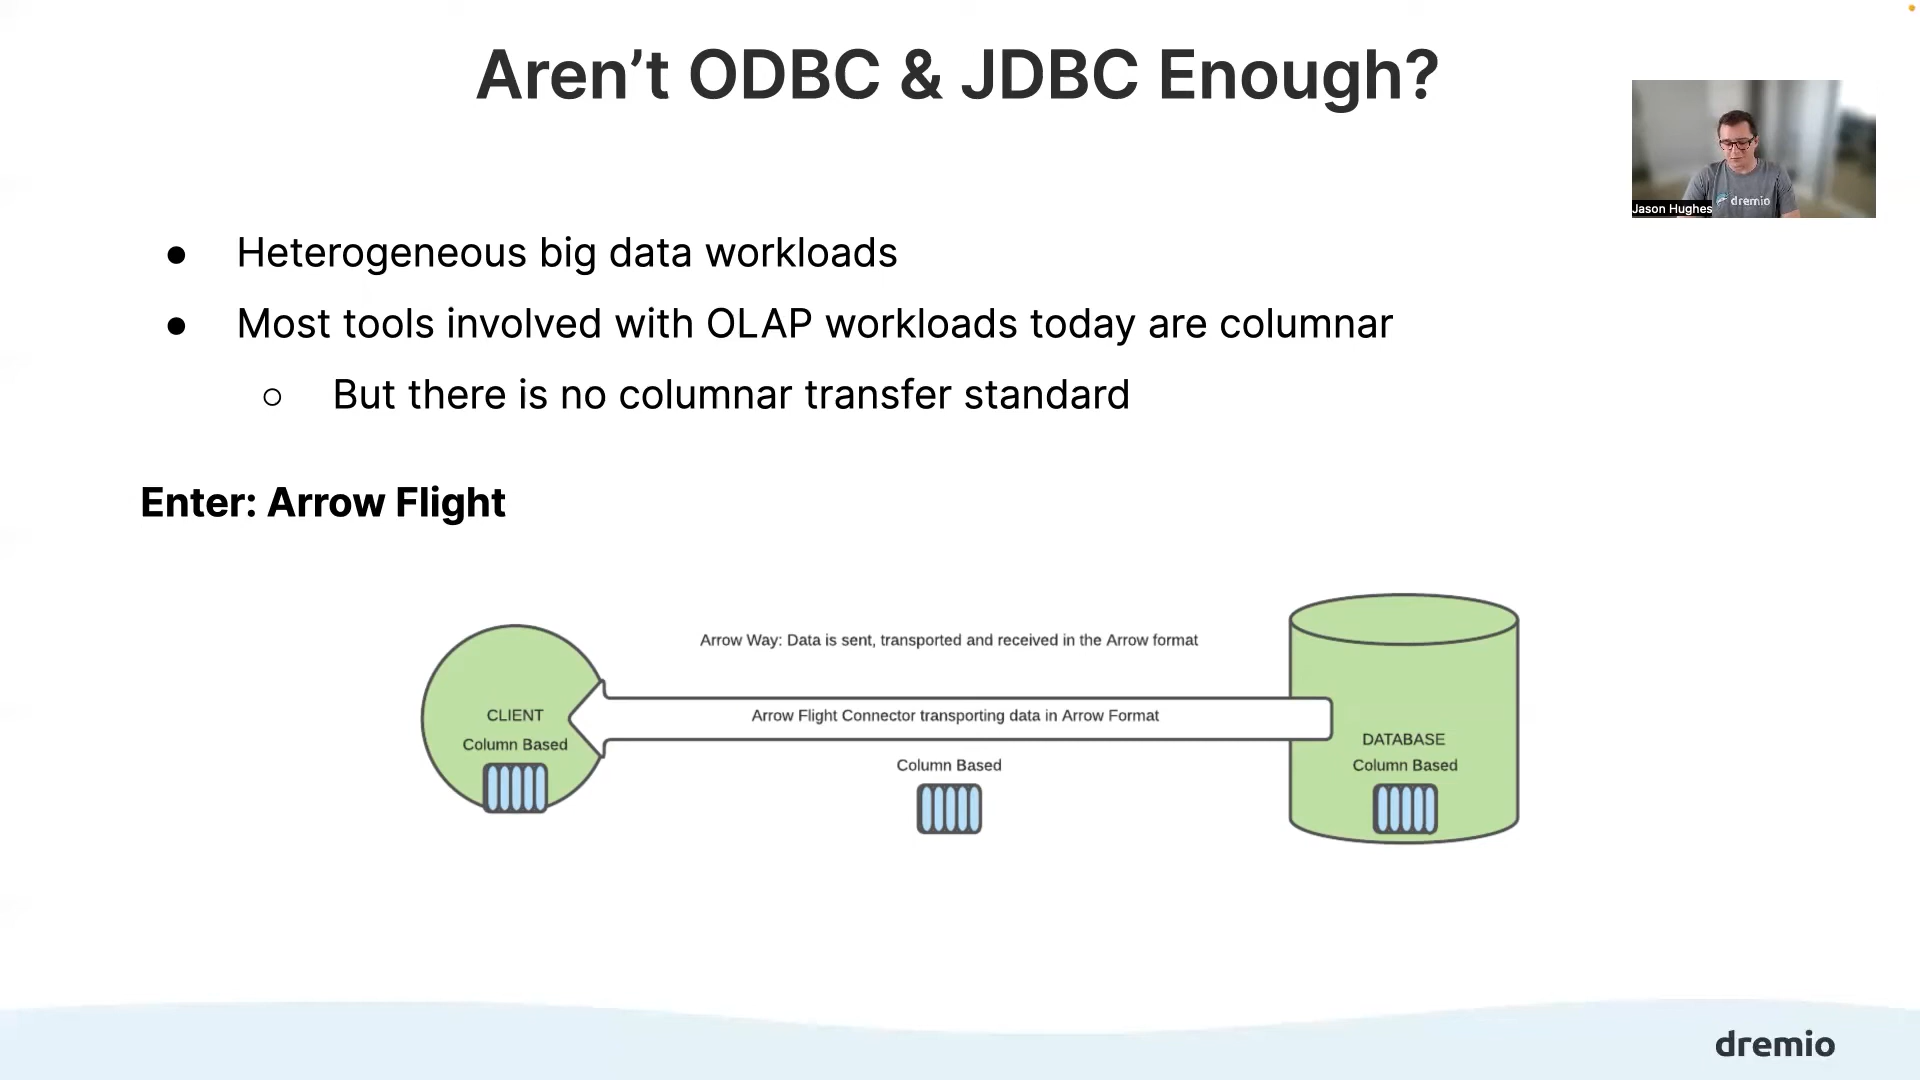 Aren’t ODBC & JDBC Enough?
Jason Hughes
dremio
● Heterogeneous big data workloads
● Most tools involved with OLAP workloads today are columnar
○ But there is no columnar transfer standard
Enter: Arrow Flight
Arrow Way: Data is sent, transported and received in the Arrow format
CLIENT
Column Based
Arrow Flight Connector transporting data in Arrow Format
Column Based
DATABASE
Column Based
dremio